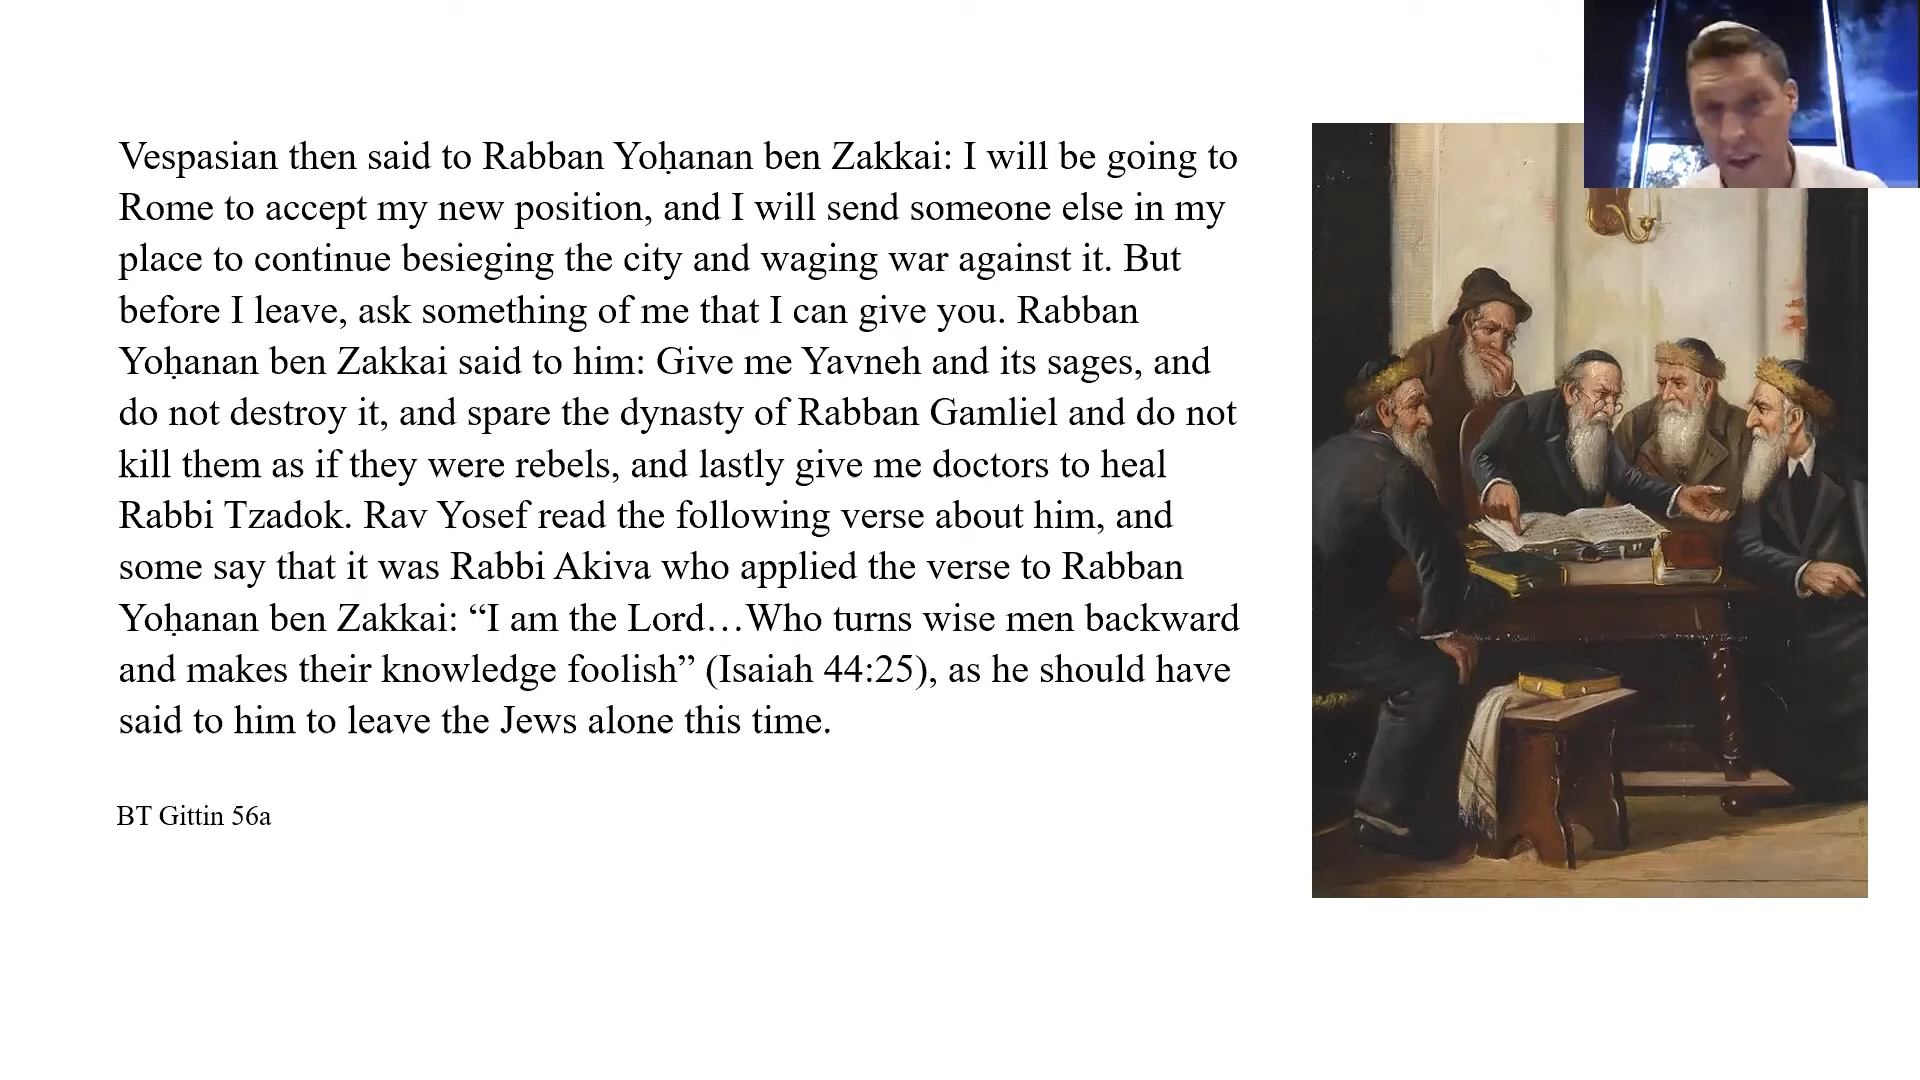 Vespasian then said to Rabban Yoḥanan ben Zakkai: I will be going to
Rome to accept my new position, and I will send someone else in my
place to continue besieging the city and waging war against it. But
before I leave, ask something of me that I can give you. Rabban
Yoḥanan ben Zakkai said to him: Give me Yavneh and its sages, and
do not destroy it, and spare the dynasty of Rabban Gamliel and do not
kill them as if they were rebels, and lastly give me doctors to heal
Rabbi Tzadok. Rav Yosef read the following verse about him, and
some say that it was Rabbi Akiva who applied the verse to Rabban
Yoḥanan ben Zakkai: “I am the Lord…Who turns wise men backward
and makes their knowledge foolish” (Isaiah 44:25), as he should have
said to him to leave the Jews alone this time.
BT Gittin 56a